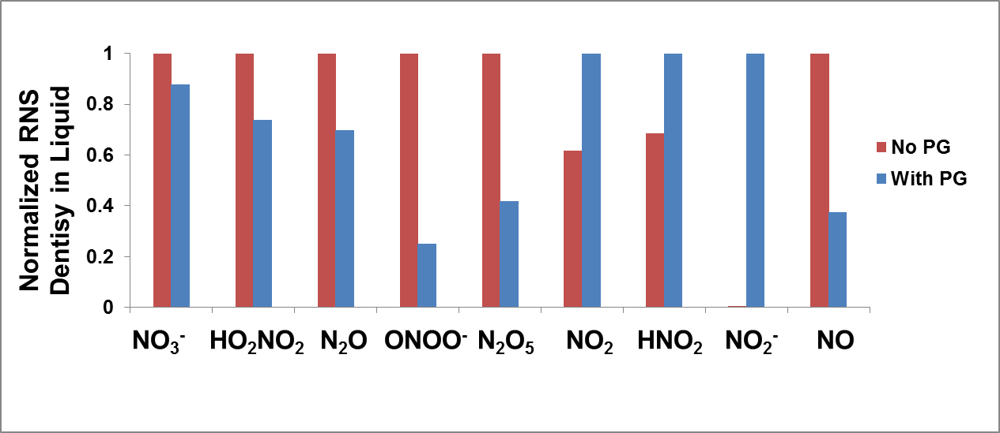 Normalized RNS
Dentisy in Liquid
1
0.8
0.6
0.4
0.2
0
NO₃⁻ HO₂NO₂ N₂O ONOO⁻ N₂O₅ NO₂ HNO₂ NO₂⁻ NO
No PG
With PG